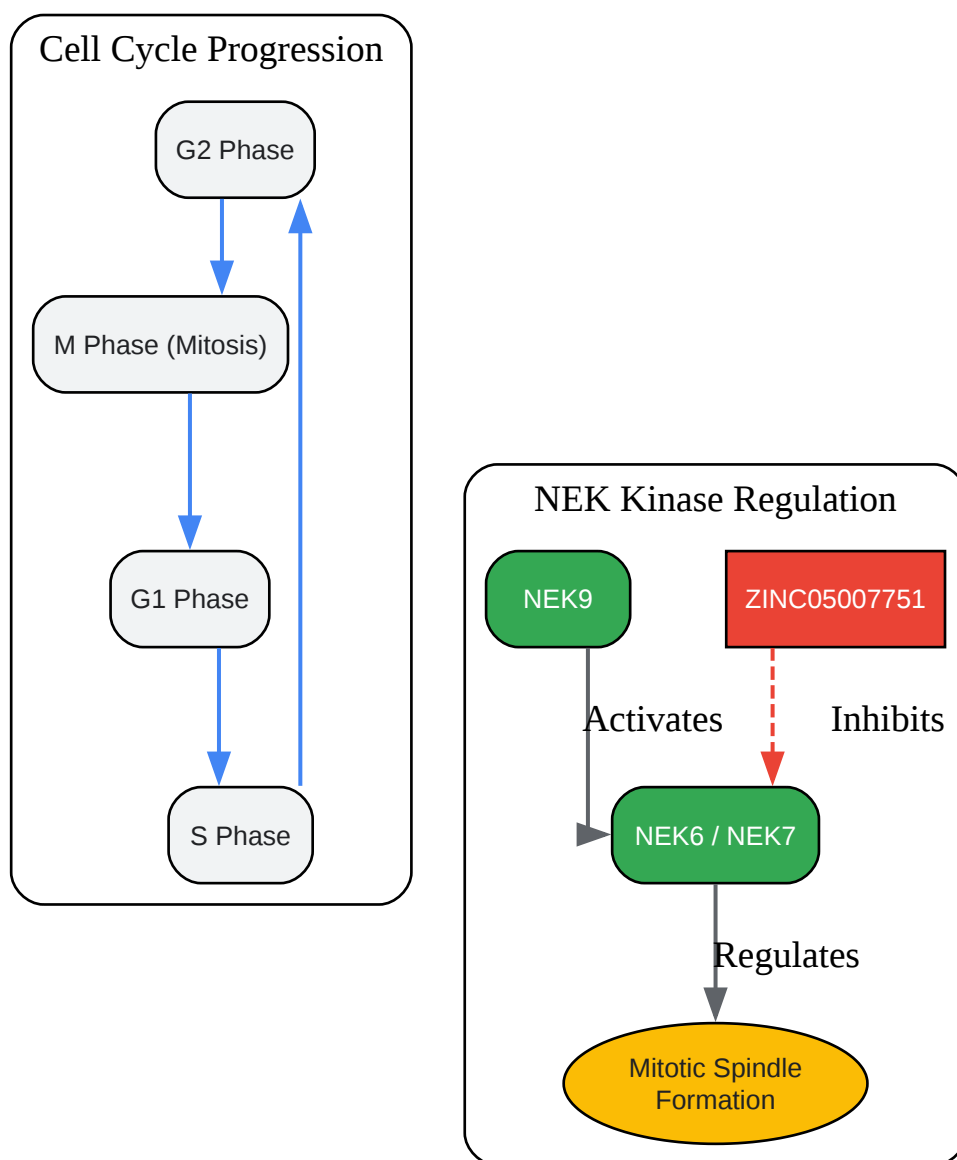 Cell Cycle Progression
G2 Phase
M Phase (Mitosis)
G1 Phase
S Phase
NEK Kinase Regulation
NEK9
ZINC05007751
Activates
Inhibits
NEK6 / NEK7
Regulates
Mitotic Spindle
Formation